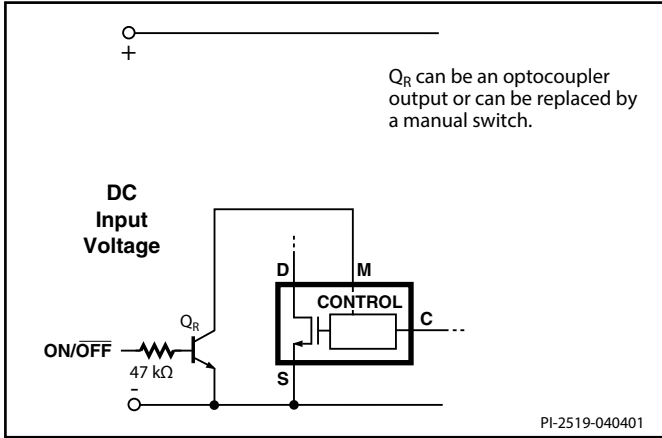 +
Q_R can be an optocoupler
output or can be replaced by
a manual switch.
DC
Input
Voltage
D
M
CONTROL
C
Q_R
ON/O̅F̅F̅
47 kΩ
S
-
PI-2519-040401